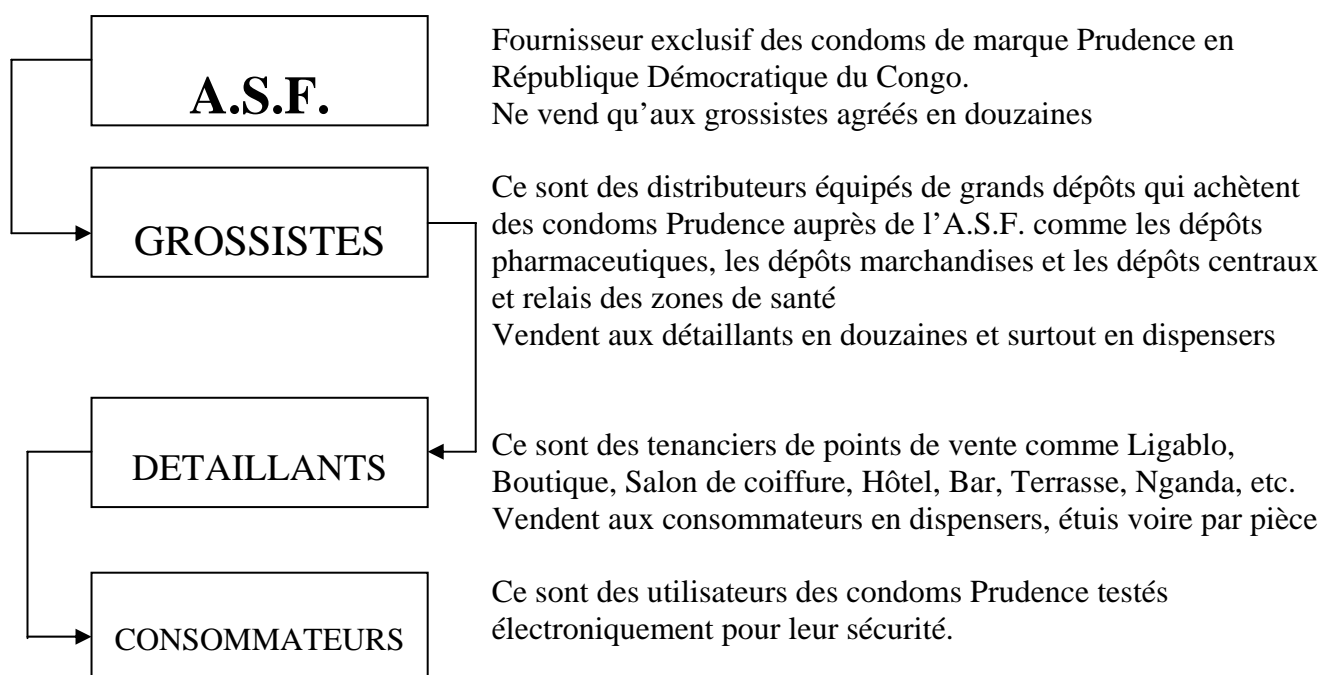 A.S.F.
Fournisseur exclusif des condoms de marque Prudence en
République Démocratique du Congo.
Ne vend qu’aux grossistes agréés en douzaines
GROSSISTES
Ce sont des distributeurs équipés de grands dépôts qui achètent
des condoms Prudence auprès de l’A.S.F. comme les dépôts
pharmaceutiques, les dépôts marchandises et les dépôts centraux
et relais des zones de santé
Vendent aux détaillants en douzaines et surtout en dispensers
DETAILLANTS
Ce sont des tenanciers de points de vente comme Ligablo,
Boutique, Salon de coiffure, Hôtel, Bar, Terrasse, Nganda, etc.
Vendent aux consommateurs en dispensers, étuis voire par pièce
CONSOMMATEURS
Ce sont des utilisateurs des condoms Prudence testés
électroniquement pour leur sécurité.